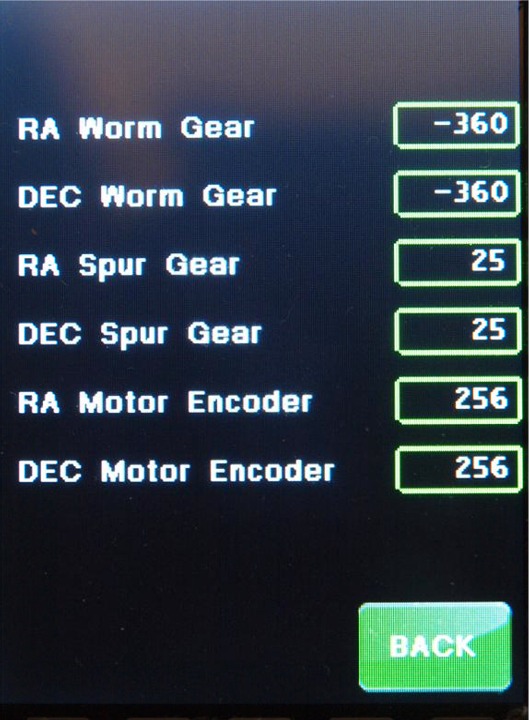 RA Worm Gear -360
DEC Worm Gear -360
RA Spur Gear 25
DEC Spur Gear 25
RA Motor Encoder 256
DEC Motor Encoder 256
BACK